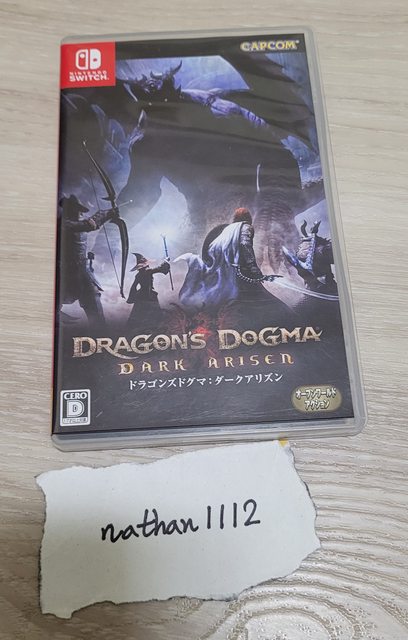 NINTENDO
SWITCH
CAPCOM
DRAGON'S DOGMA
DARK ARISEN
ドラゴンズドグマ：ダークアリズン
CERO
D
オープンワールド
アクション
nathan1112